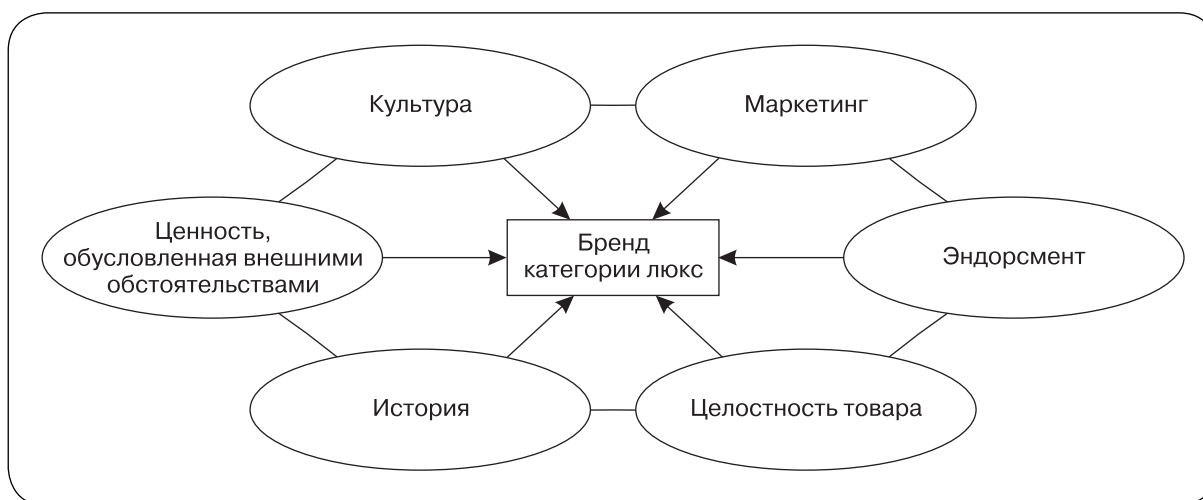 Культура
Маркетинг
Ценность,
обусловленная внешними
обстоятельствами
Бренд
категории люкс
Эндорсмент
История
Целостность товара